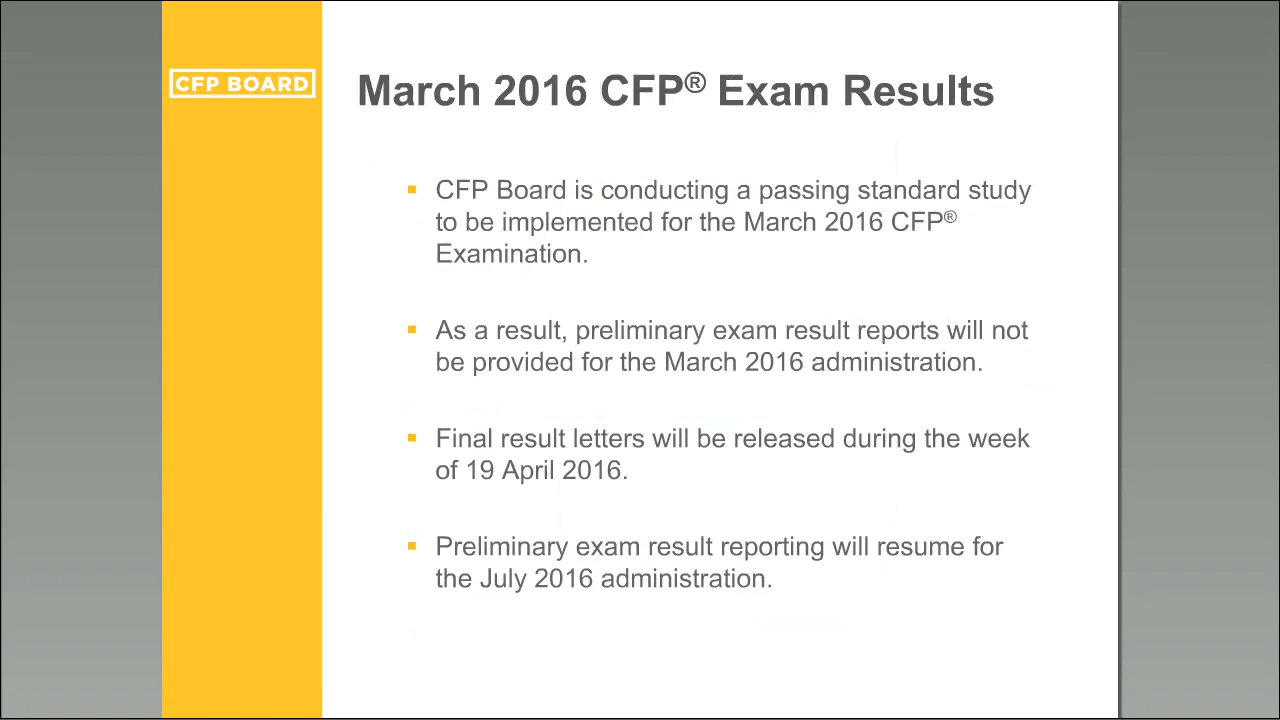 CFP BOARD
March 2016 CFP® Exam Results
CFP Board is conducting a passing standard study
to be implemented for the March 2016 CFP®
Examination.
As a result, preliminary exam result reports will not
be provided for the March 2016 administration.
Final result letters will be released during the week
of 19 April 2016.
Preliminary exam result reporting will resume for
the July 2016 administration.